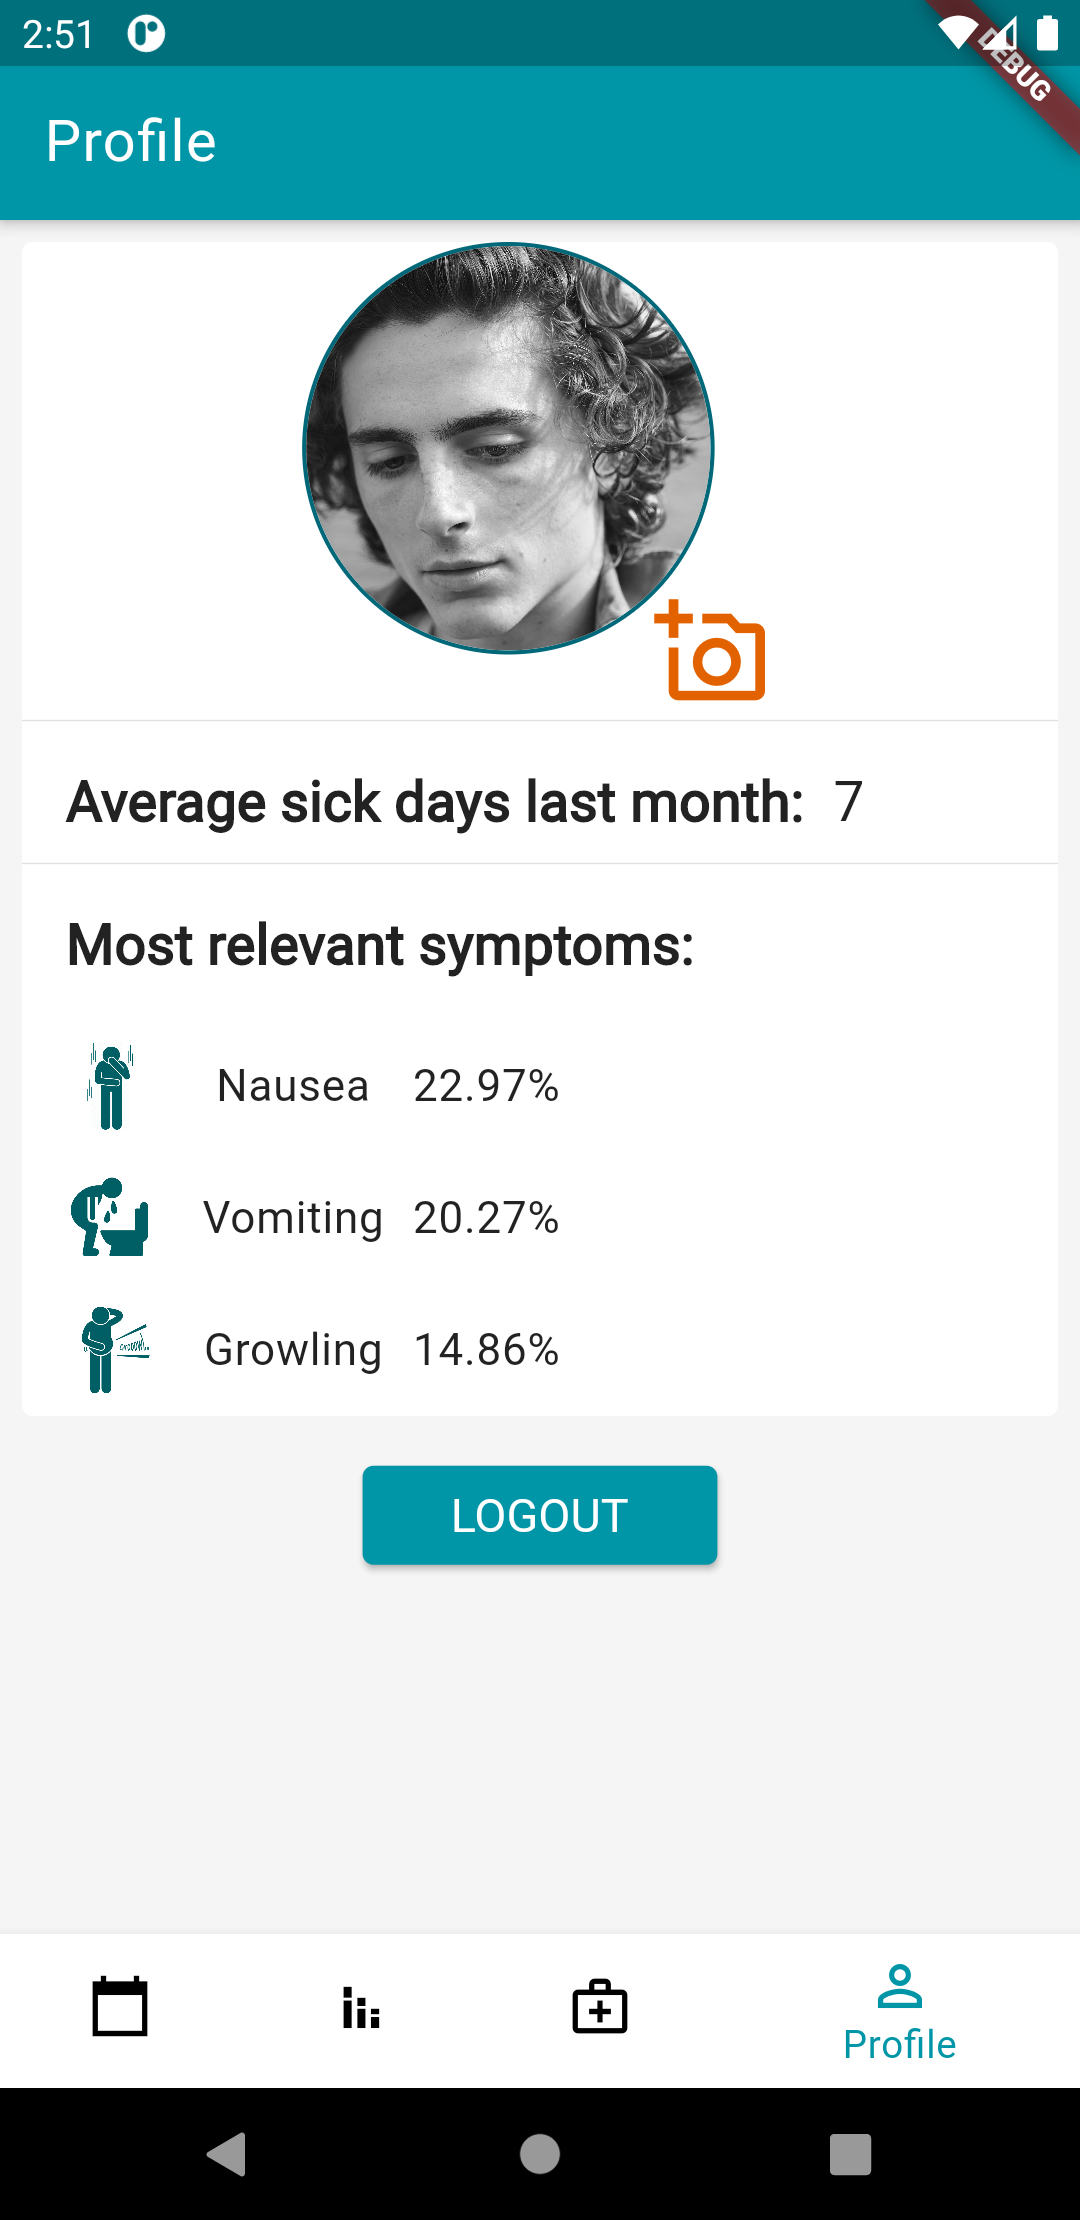 2:51
DEBUG
Profile
Average sick days last month: 7
Most relevant symptoms:
Nausea 22.97%
Vomiting 20.27%
Growling 14.86%
LOGOUT
Profile